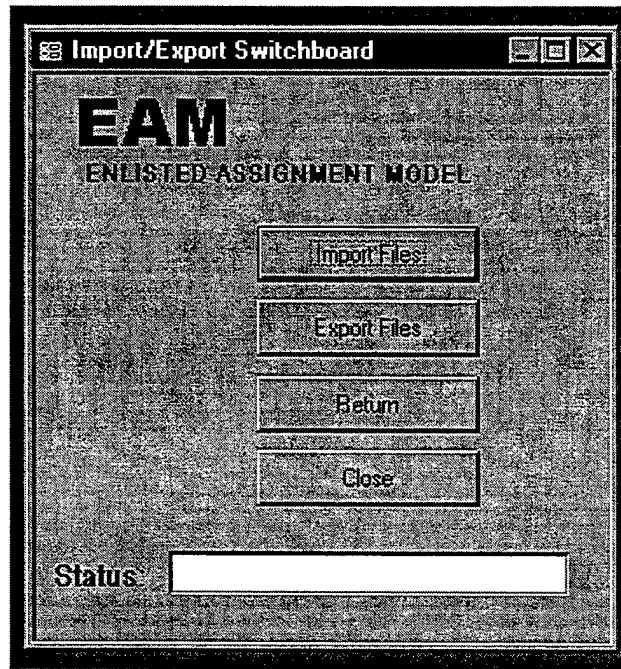 Import/Export Switchboard
EAM
ENLISTED ASSIGNMENT MODEL
Import Files
Export Files
Return
Close
Status: